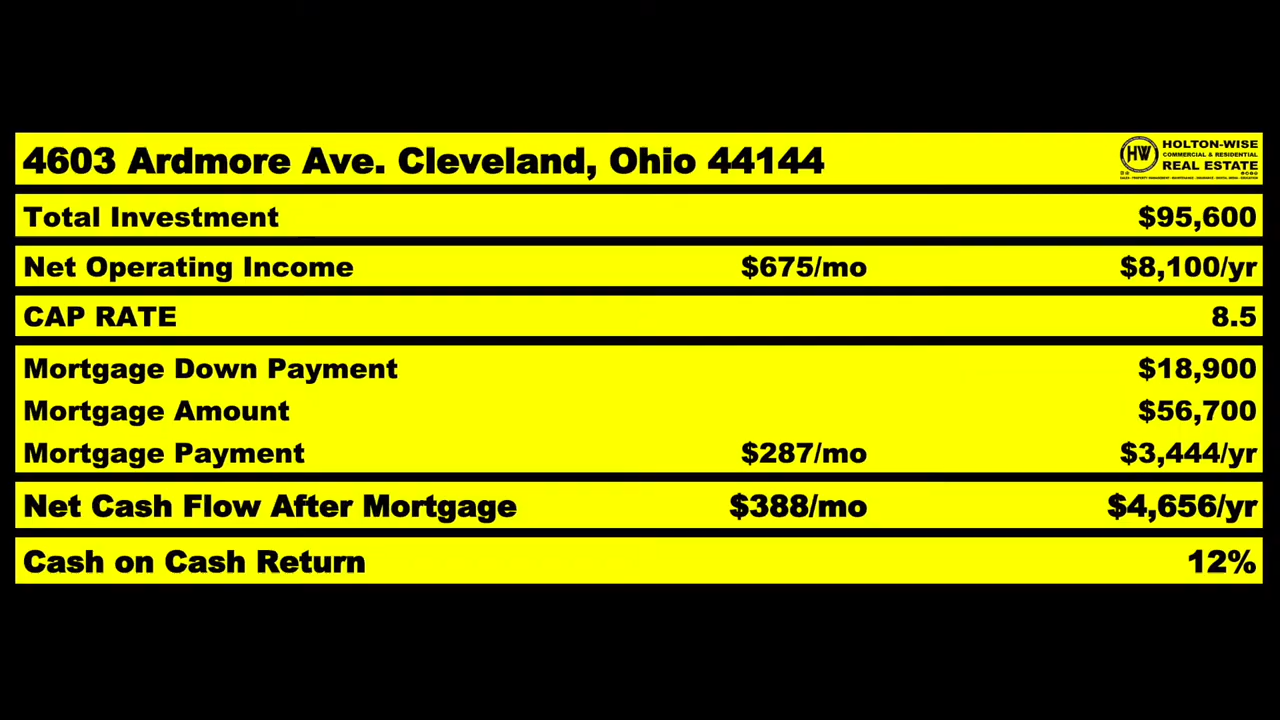 4603 Ardmore Ave. Cleveland, Ohio 44144
HW
HOLTON-WISE
COMMERCIAL & RESIDENTIAL
REAL ESTATE
Total Investment $95,600
Net Operating Income $675/mo $8,100/yr
CAP RATE 8.5
Mortgage Down Payment $18,900
Mortgage Amount $56,700
Mortgage Payment $287/mo $3,444/yr
Net Cash Flow After Mortgage $388/mo $4,656/yr
Cash on Cash Return 12%